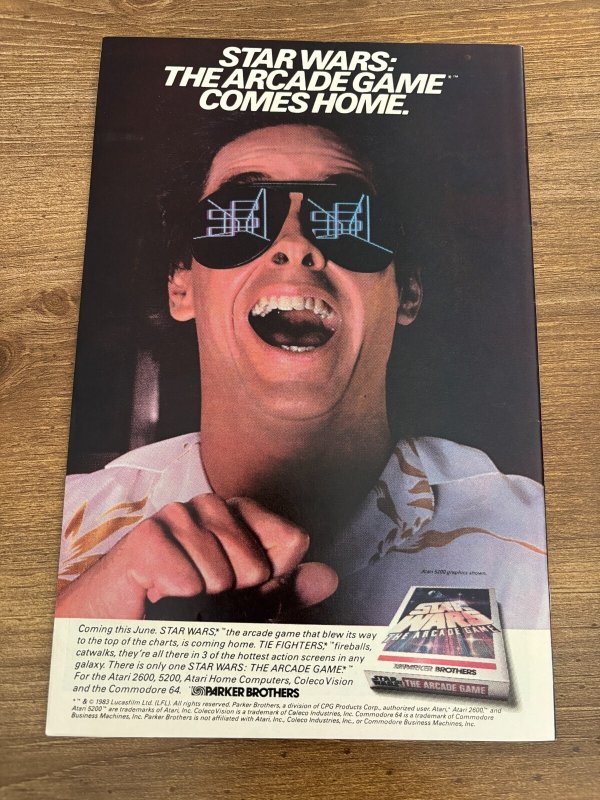 STAR WARS:
THE ARCADE GAME*™
COMES HOME.
Atari 5200 graphics shown.
Coming this June. STAR WARS,*™ the arcade game that blew its way
to the top of the charts, is coming home. TIE FIGHTERS,*™ fireballs,
catwalks, they're all there in 3 of the hottest action screens in any
galaxy. There is only one STAR WARS: THE ARCADE GAME*™
For the Atari 2600, 5200, Atari Home Computers, ColecoVision
and the Commodore 64. PARKER BROTHERS
STAR
WARS
THE ARCADE GAME
PARKER BROTHERS
STAR WARS THE ARCADE GAME
*™ & © 1983 Lucasfilm Ltd. (LFL). All rights reserved. Parker Brothers, a division of CPG Products Corp., authorized user. Atari,® Atari 2600,™ and
Atari 5200™ are trademarks of Atari, Inc. ColecoVision is a trademark of Coleco Industries, Inc. Commodore 64 is a trademark of Commodore
Business Machines, Inc. Parker Brothers is not affiliated with Atari, Inc., Coleco Industries, Inc., or Commodore Business Machines, Inc.